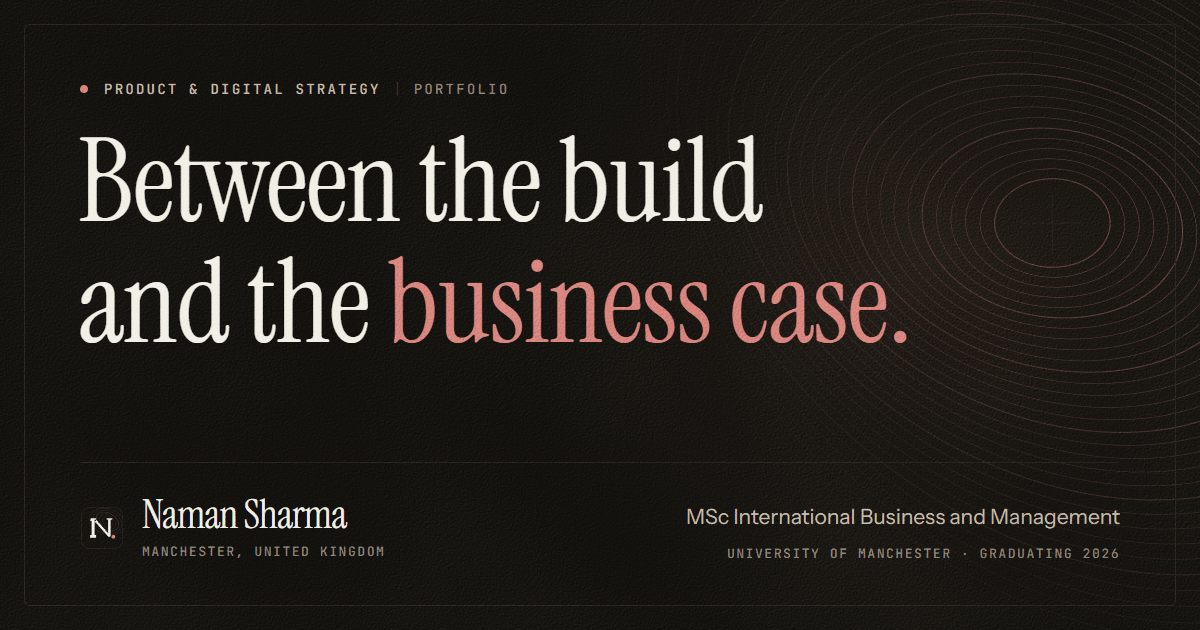 PRODUCT & DIGITAL STRATEGY | PORTFOLIO
Between the build
and the business case.
N.
Naman Sharma
MANCHESTER, UNITED KINGDOM
MSc International Business and Management
UNIVERSITY OF MANCHESTER · GRADUATING 2026